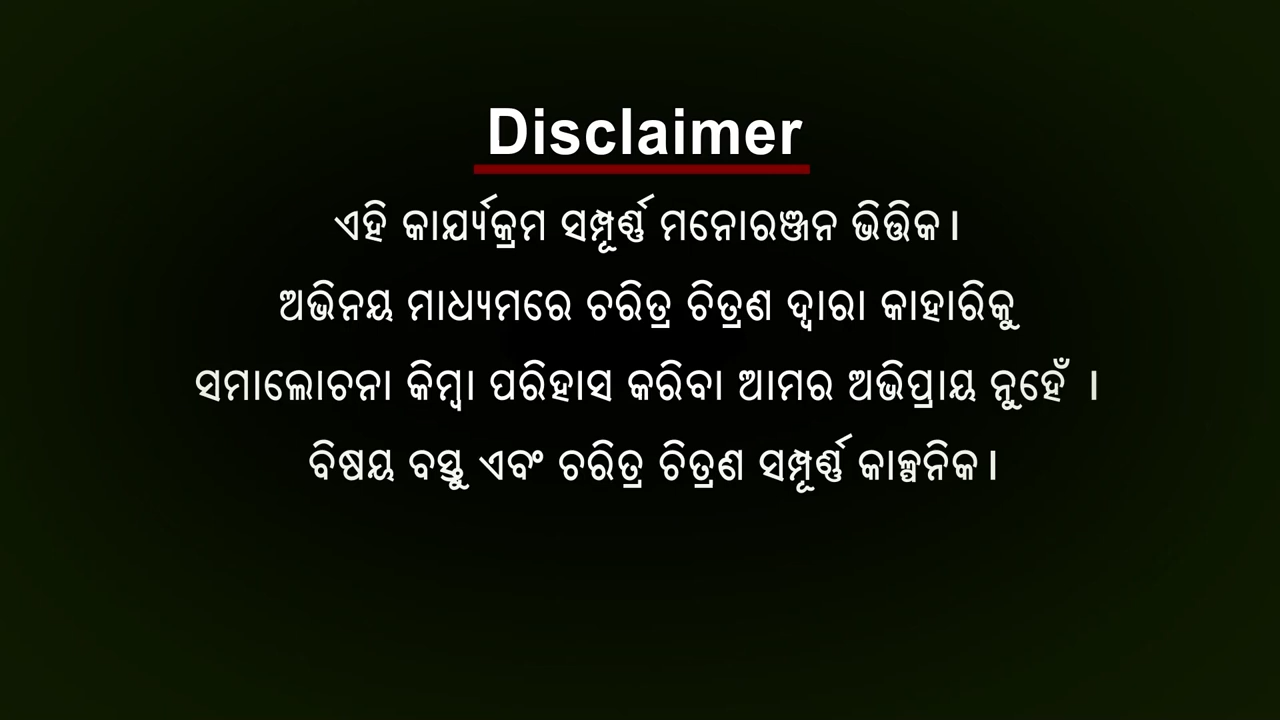 Disclaimer
ଏହି କାର୍ଯ୍ୟକ୍ରମ ସମ୍ପୂର୍ଣ୍ଣ ମନୋରଞ୍ଜନ ଭିତ୍ତିକ।
ଅଭିନୟ ମାଧ୍ୟମରେ ଚରିତ୍ର ଚିତ୍ରଣ ଦ୍ୱାରା କାହାରିକୁ
ସମାଲୋଚନା କିମ୍ବା ପରିହାସ କରିବା ଆମର ଅଭିପ୍ରାୟ ନୁହେଁ ।
ବିଷୟ ବସ୍ତୁ ଏବଂ ଚରିତ୍ର ଚିତ୍ରଣ ସମ୍ପୂର୍ଣ୍ଣ କାଳ୍ପନିକ।